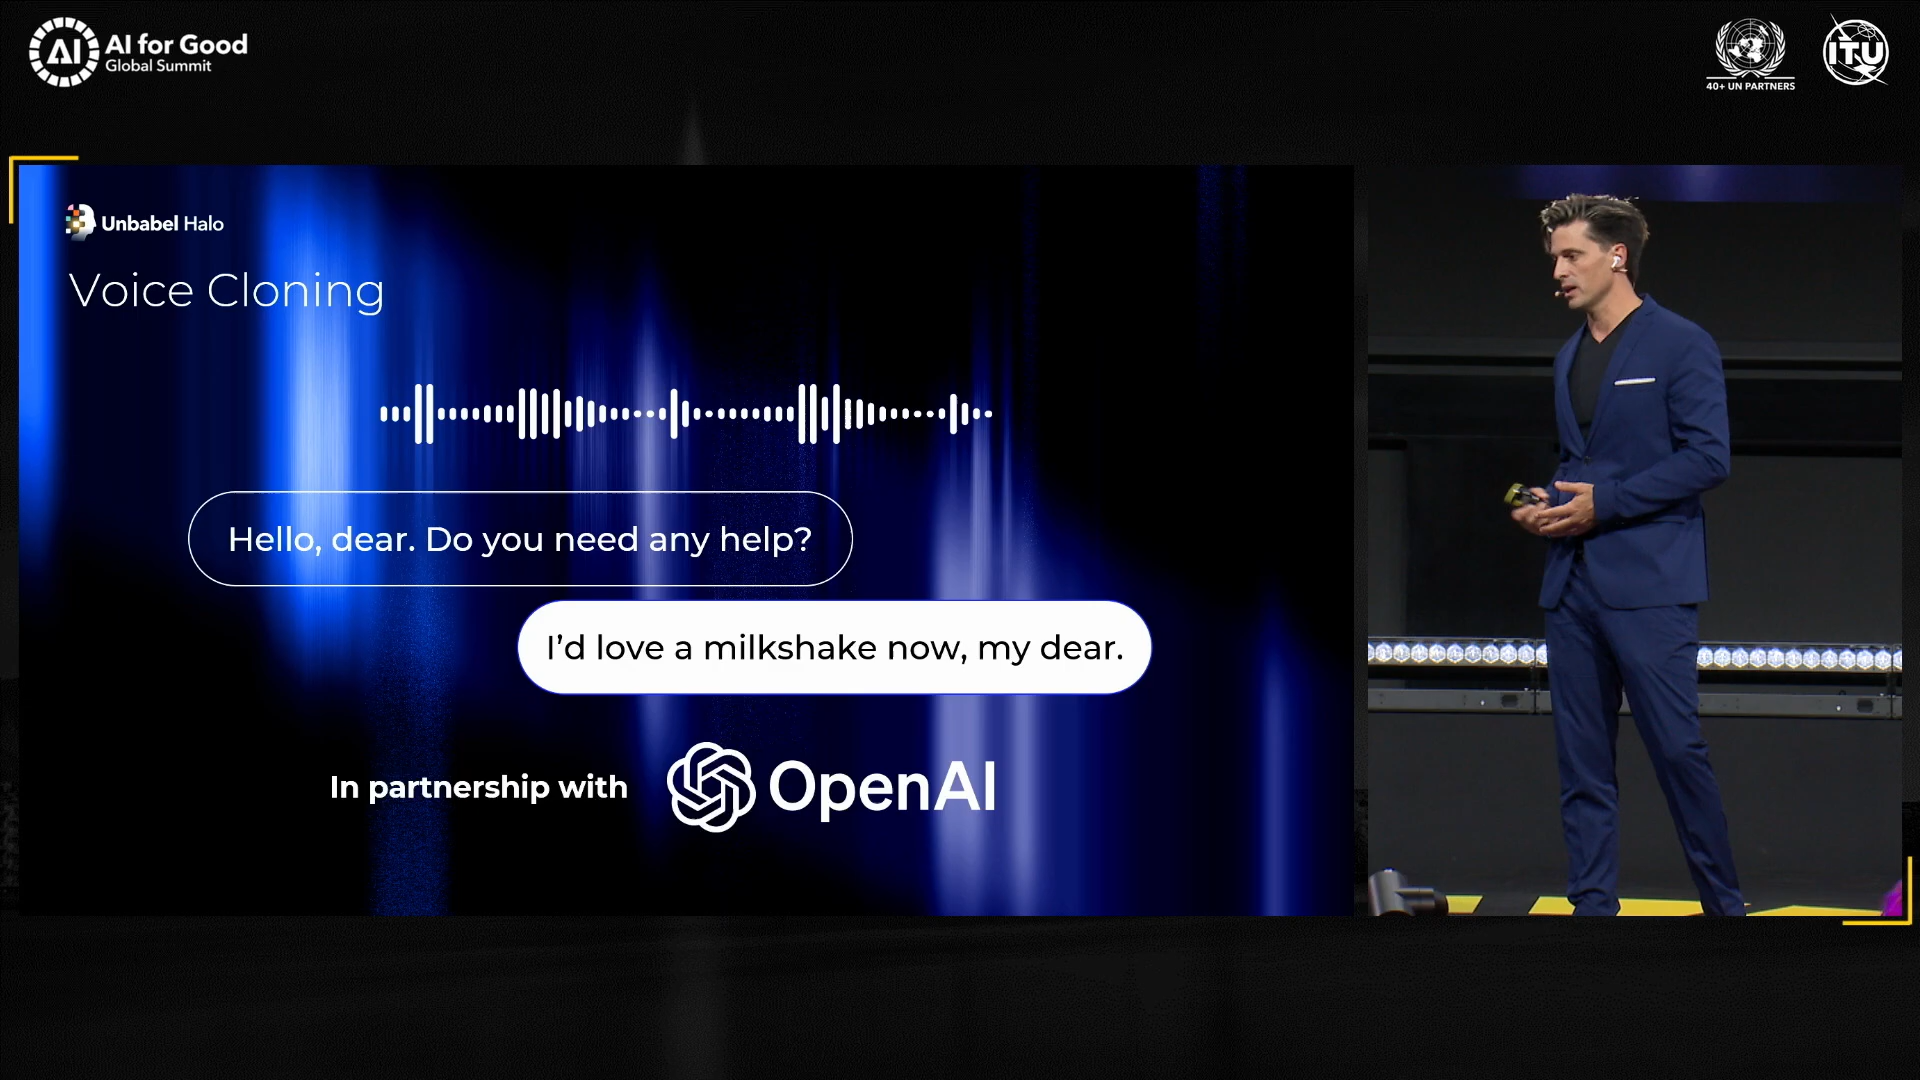 AI
AI for Good
Global Summit
40+ UN PARTNERS
ITU
Unbabel Halo
Voice Cloning
Hello, dear. Do you need any help?
I’d love a milkshake now, my dear.
In partnership with
OpenAI